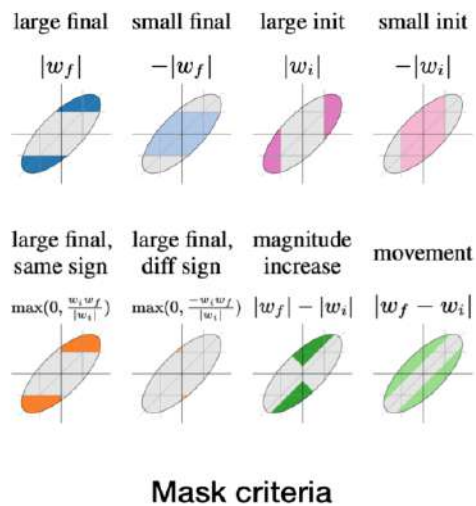 large final small final large init small init
|w_f| −|w_f| |w_i| −|w_i|
large final, large final, magnitude movement
same sign diff sign increase
max(0, \frac{w_i w_f}{|w_i|}) max(0, \frac{-w_i w_f}{|w_i|}) |w_f| − |w_i| |w_f − w_i|
Mask criteria